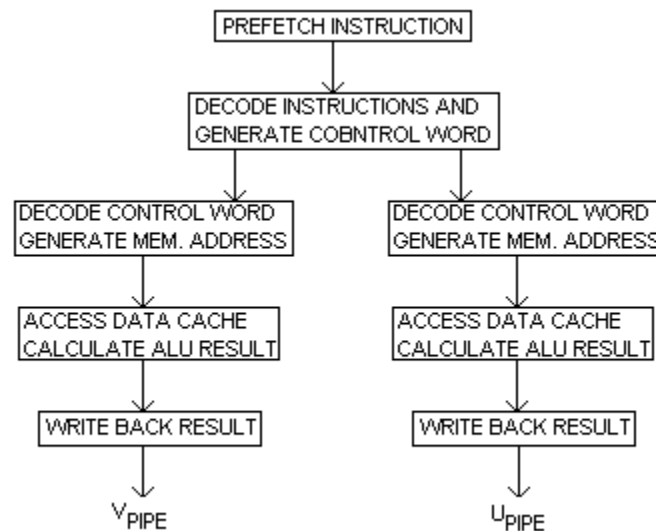 PREFETCH INSTRUCTION
DECODE INSTRUCTIONS AND
GENERATE COBNTROL WORD
DECODE CONTROL WORD
GENERATE MEM. ADDRESS
DECODE CONTROL WORD
GENERATE MEM. ADDRESS
ACCESS DATA CACHE
CALCULATE ALU RESULT
ACCESS DATA CACHE
CALCULATE ALU RESULT
WRITE BACK RESULT
WRITE BACK RESULT
V PIPE
U PIPE